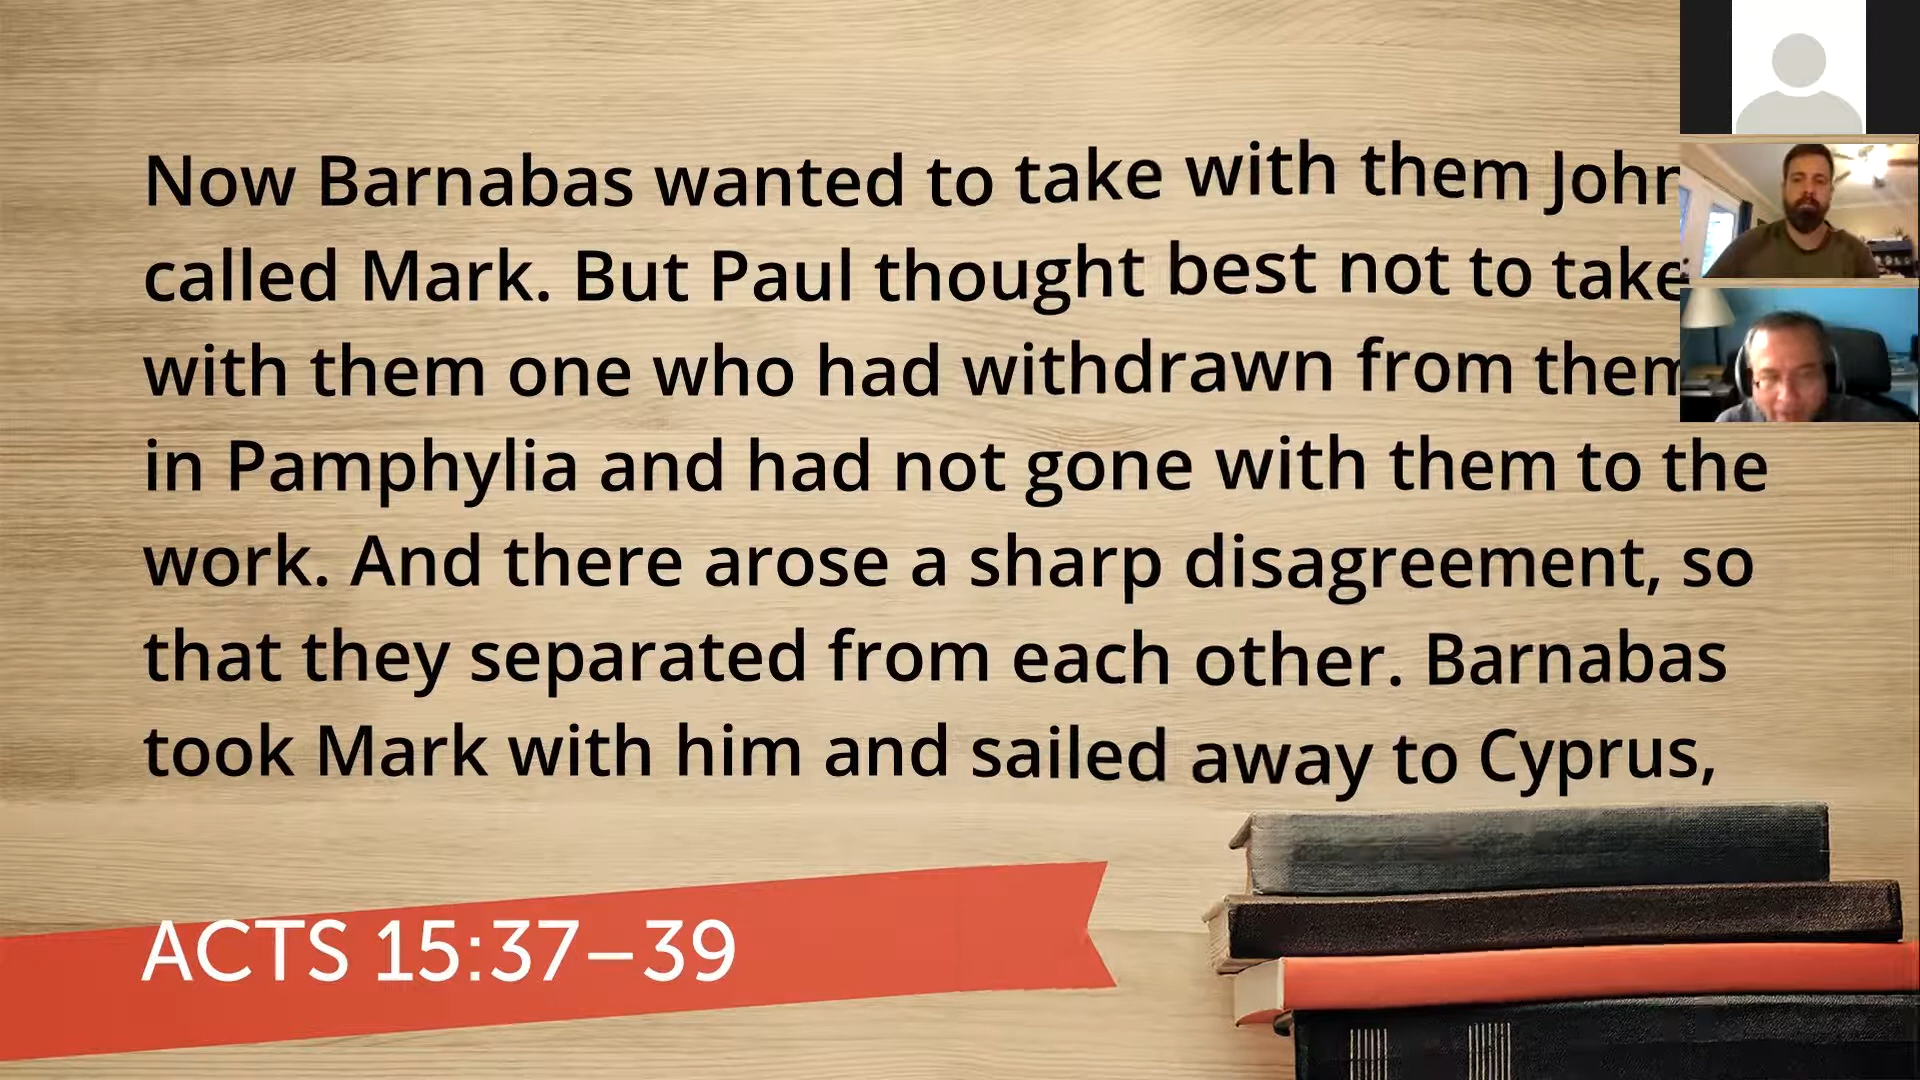 Now Barnabas wanted to take with them John
called Mark. But Paul thought best not to take
with them one who had withdrawn from them
in Pamphylia and had not gone with them to the
work. And there arose a sharp disagreement, so
that they separated from each other. Barnabas
took Mark with him and sailed away to Cyprus,
ACTS 15:37–39